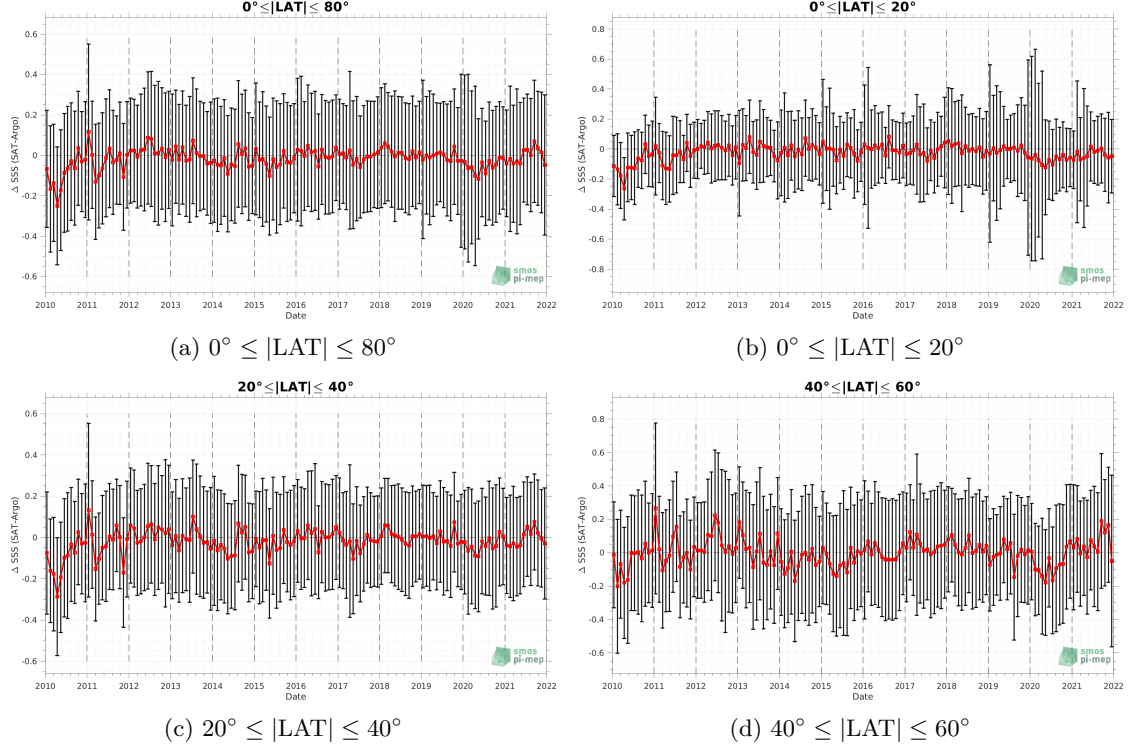 0°≤|LAT|≤ 80°
Δ SSS (SAT-Argo)
0.6
0.4
0.2
0
-0.2
-0.4
-0.6
2010 2011 2012 2013 2014 2015 2016 2017 2018 2019 2020 2021 2022
Date
smos
pi-mep
(a) 0° ≤ |LAT| ≤ 80°
0°≤|LAT|≤ 20°
Δ SSS (SAT-Argo)
0.8
0.6
0.4
0.2
0
-0.2
-0.4
-0.6
-0.8
2010 2011 2012 2013 2014 2015 2016 2017 2018 2019 2020 2021 2022
Date
smos
pi-mep
(b) 0° ≤ |LAT| ≤ 20°
20°≤|LAT|≤ 40°
Δ SSS (SAT-Argo)
0.6
0.4
0.2
0
-0.2
-0.4
-0.6
2010 2011 2012 2013 2014 2015 2016 2017 2018 2019 2020 2021 2022
Date
smos
pi-mep
(c) 20° ≤ |LAT| ≤ 40°
40°≤|LAT|≤ 60°
Δ SSS (SAT-Argo)
0.8
0.6
0.4
0.2
0
-0.2
-0.4
-0.6
2010 2011 2012 2013 2014 2015 2016 2017 2018 2019 2020 2021 2022
Date
smos
pi-mep
(d) 40° ≤ |LAT| ≤ 60°